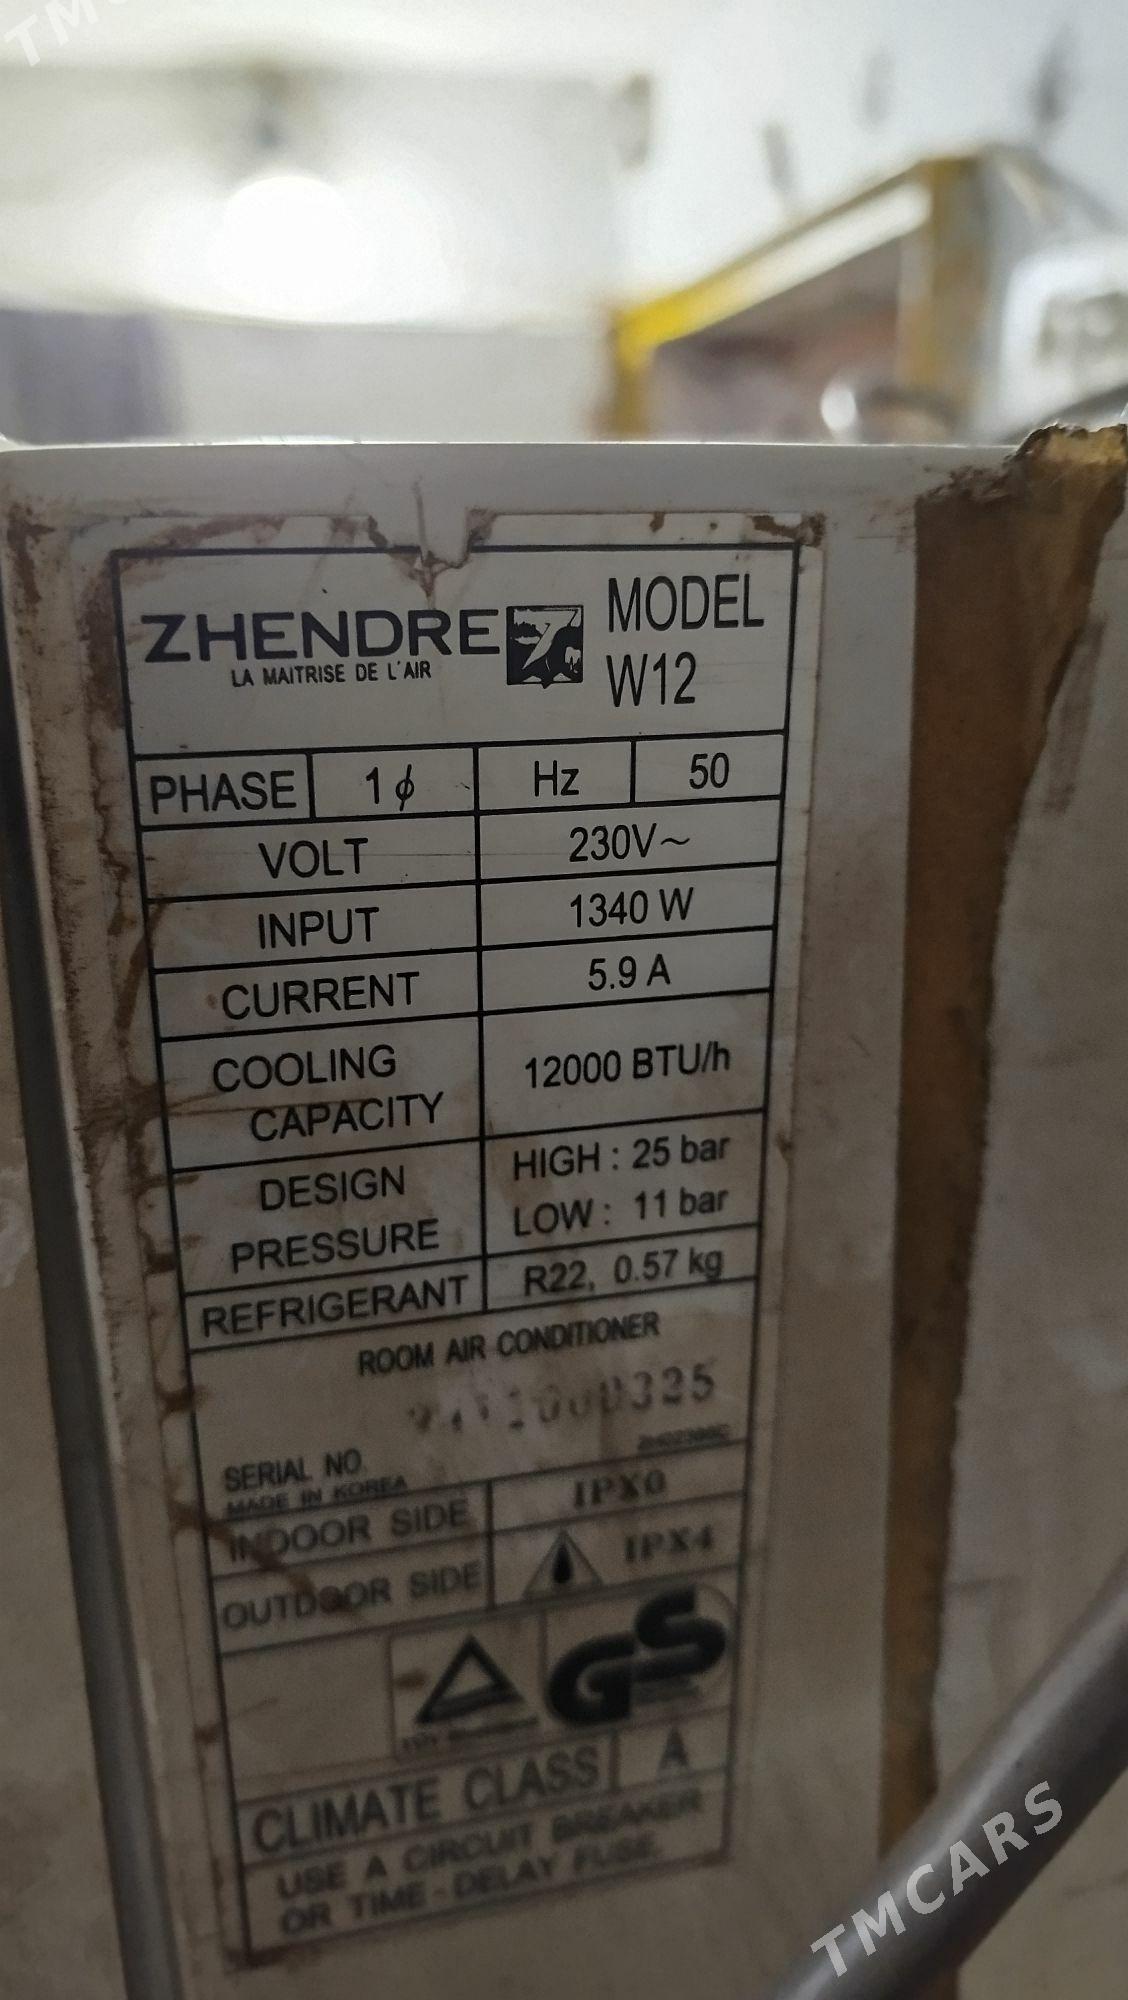 ZHENDRE
LA MAITRISE DE L'AIR
MODEL
W12
PHASE 1ϕ Hz 50
VOLT 230V~
INPUT 1340 W
CURRENT 5.9 A
COOLING
CAPACITY
12000 BTU/h
DESIGN
PRESSURE
HIGH : 25 bar
LOW : 11 bar
REFRIGERANT R22, 0.57 kg
ROOM AIR CONDITIONER
SERIAL NO.
MADE IN KOREA
INDOOR SIDE IPX0
OUTDOOR SIDE IPX4
GS
CLIMATE CLASS A
USE A CIRCUIT BREAKER
OR TIME-DELAY FUSE.
TMCARS